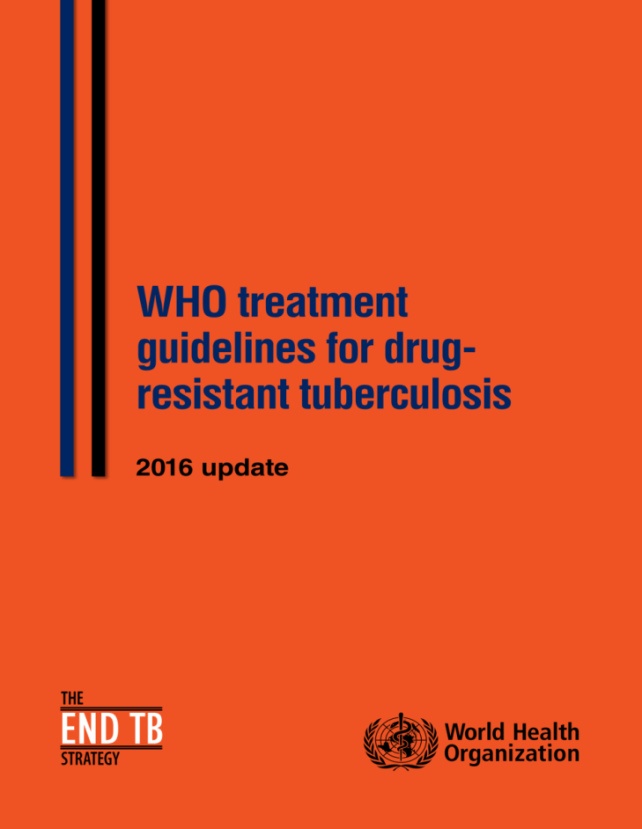 WHO treatment
guidelines for drug-
resistant tuberculosis
2016 update
THE
END TB
STRATEGY
World Health
Organization